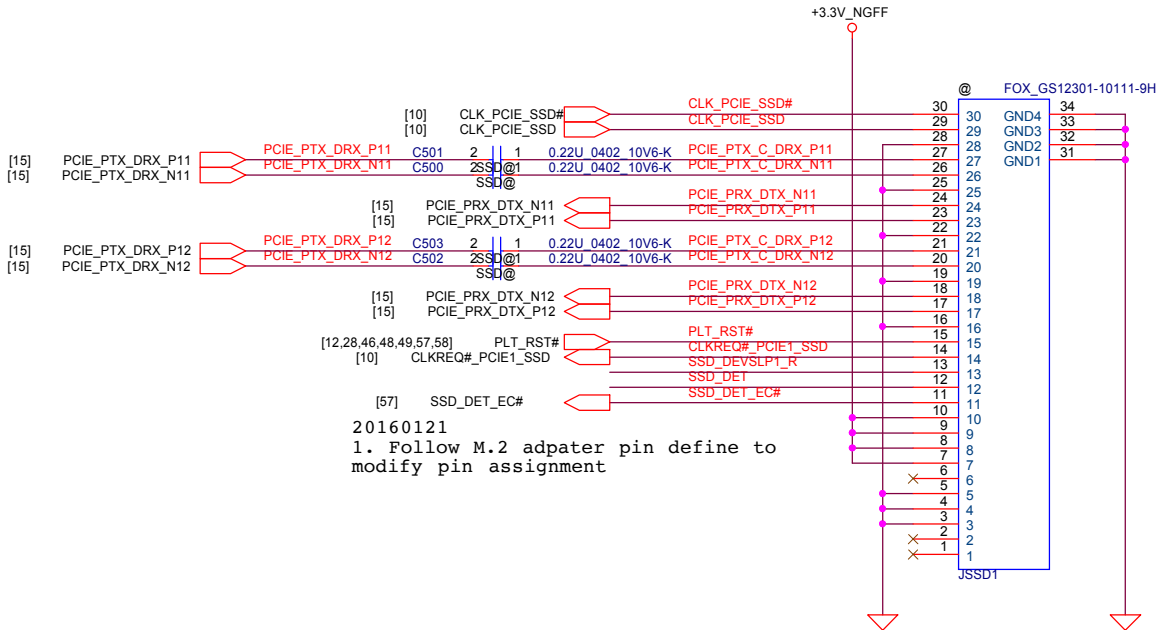 +3.3V_NGFF
@ FOX_GS12301-10111-9H
[10] CLK_PCIE_SSD# CLK_PCIE_SSD# 30 30 GND4 34
[10] CLK_PCIE_SSD CLK_PCIE_SSD 29 29 GND3 33
28 28 GND2 32
[15] PCIE_PTX_DRX_P11 PCIE_PTX_DRX_P11 C501 2 1 0.22U_0402_10V6-K PCIE_PTX_C_DRX_P11 27 27 GND1 31
[15] PCIE_PTX_DRX_N11 PCIE_PTX_DRX_N11 C500 2 SSD@ 1 0.22U_0402_10V6-K PCIE_PTX_C_DRX_N11 26 26
SSD@ 25 25
[15] PCIE_PRX_DTX_N11 PCIE_PRX_DTX_N11 24 24
[15] PCIE_PRX_DTX_P11 PCIE_PRX_DTX_P11 23 23
22 22
[15] PCIE_PTX_DRX_P12 PCIE_PTX_DRX_P12 C503 2 1 0.22U_0402_10V6-K PCIE_PTX_C_DRX_P12 21 21
[15] PCIE_PTX_DRX_N12 PCIE_PTX_DRX_N12 C502 2 SSD@ 1 0.22U_0402_10V6-K PCIE_PTX_C_DRX_N12 20 20
SSD@ 19 19
[15] PCIE_PRX_DTX_N12 PCIE_PRX_DTX_N12 18 18
[15] PCIE_PRX_DTX_P12 PCIE_PRX_DTX_P12 17 17
16 16
[12,28,46,48,49,57,58] PLT_RST# PLT_RST# 15 15
[10] CLKREQ#_PCIE1_SSD CLKREQ#_PCIE1_SSD 14 14
SSD_DEVSLP1_R 13 13
SSD_DET 12 12
[57] SSD_DET_EC# SSD_DET_EC# 11 11
10 10
9 9
8 8
7 7
6 6
5 5
4 4
3 3
2 2
1 1
JSSD1
20160121
1. Follow M.2 adpater pin define to
modify pin assignment